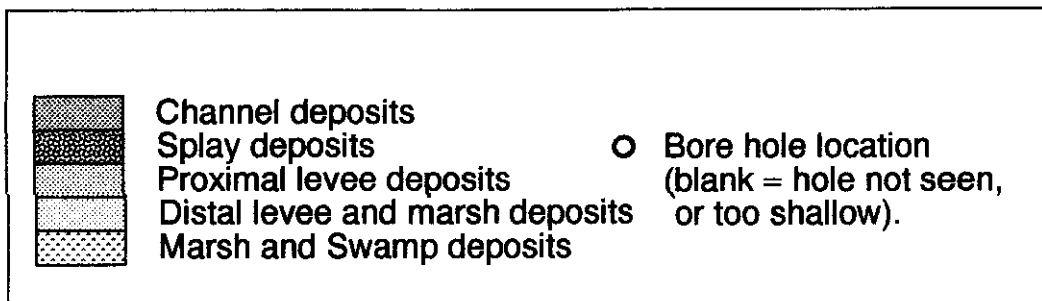 Channel deposits
Splay deposits
Proximal levee deposits
Distal levee and marsh deposits
Marsh and Swamp deposits
Bore hole location
(blank = hole not seen,
or too shallow).